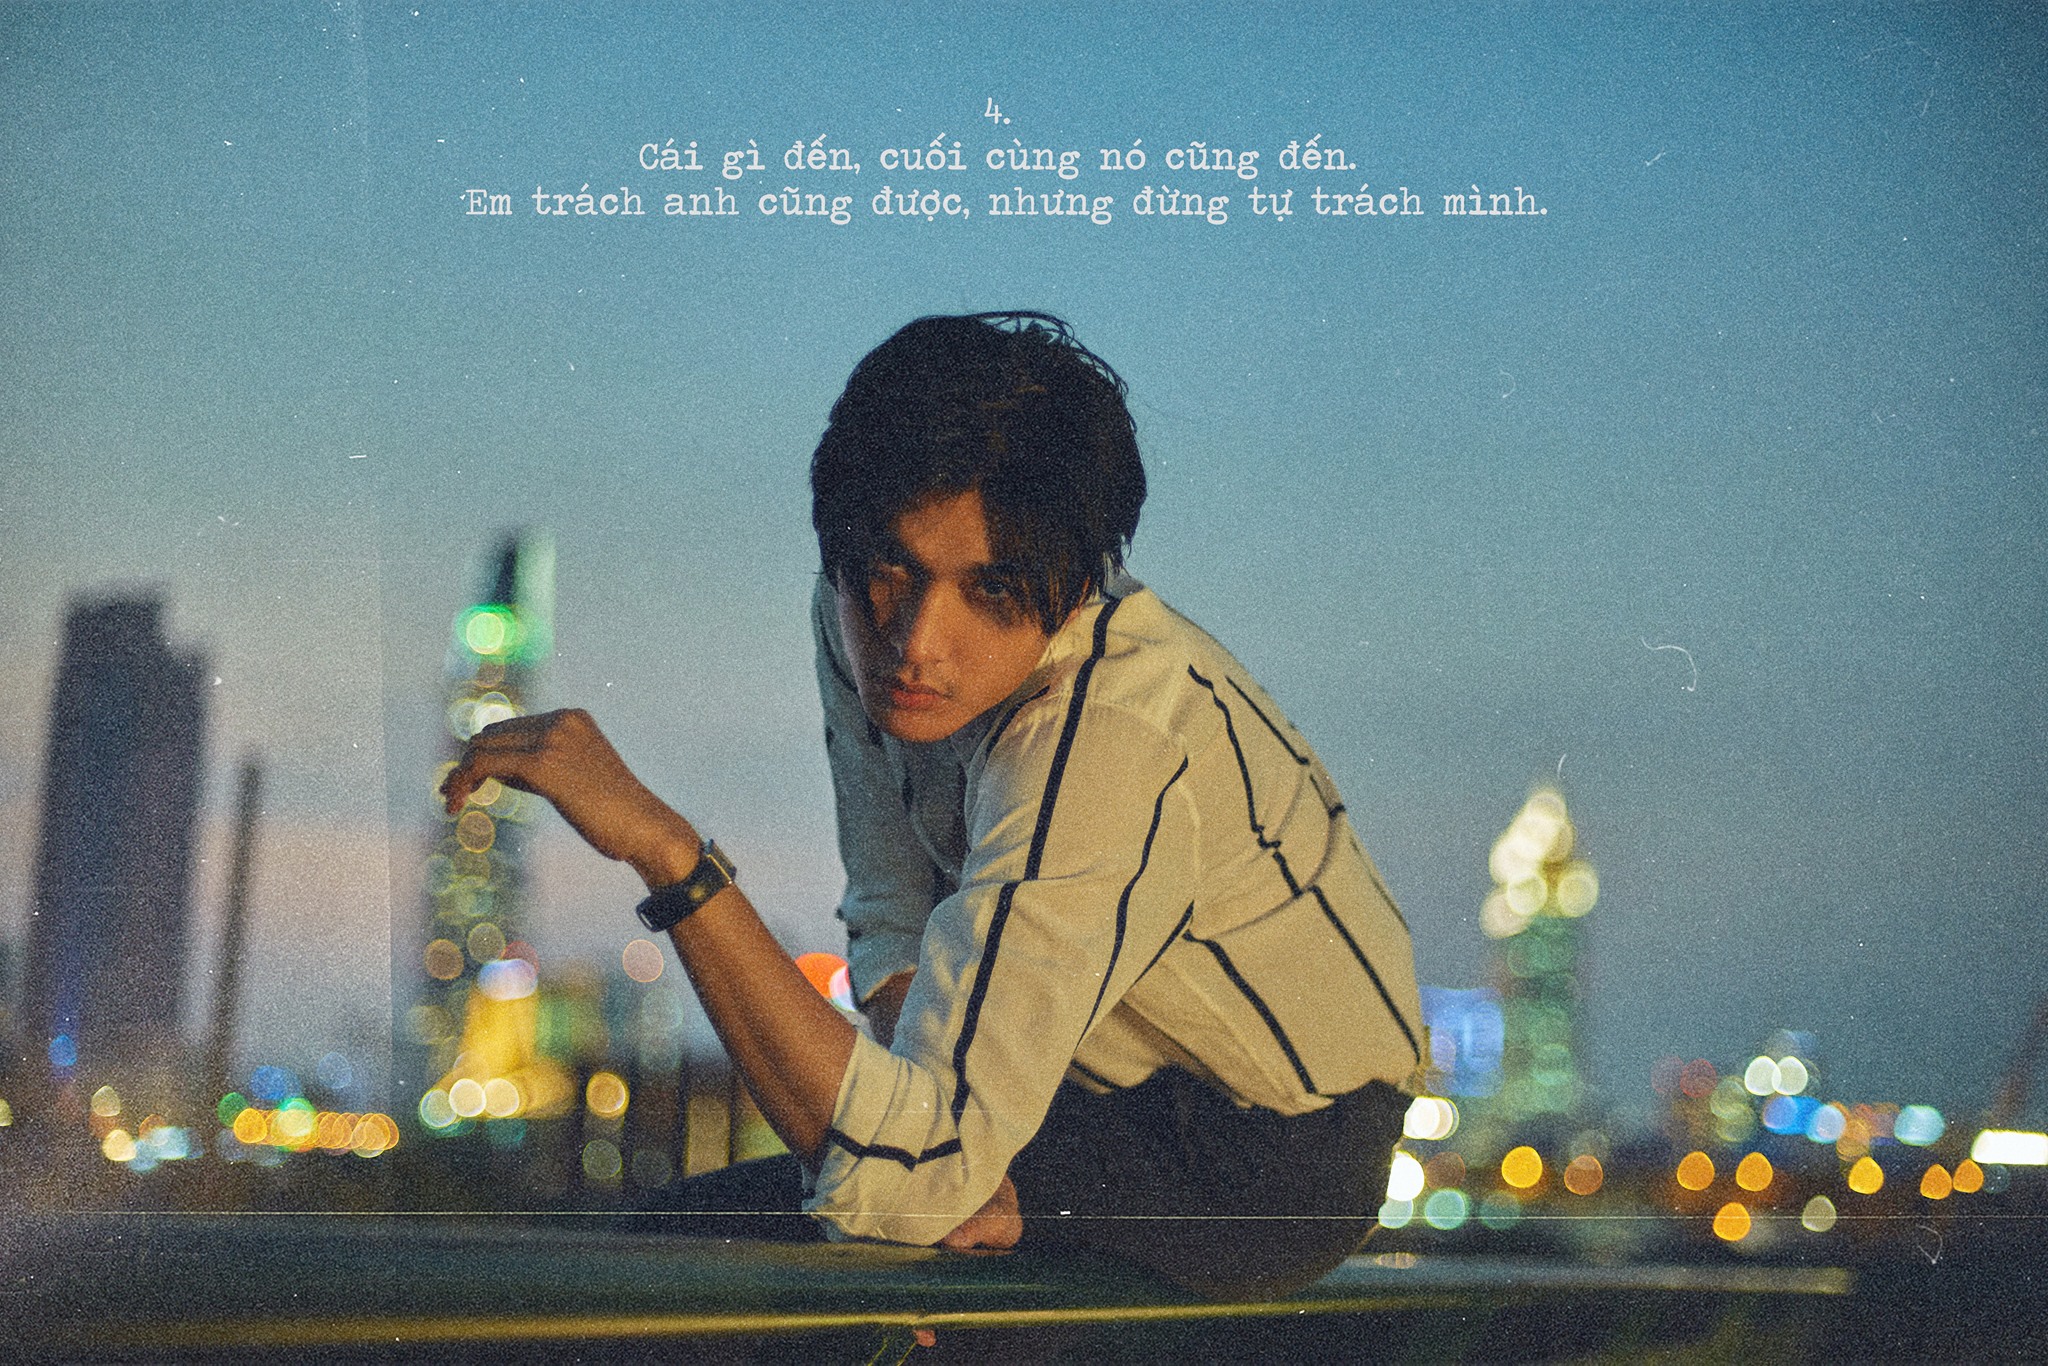 4.
Cái gì đến, cuối cùng nó cũng đến.
Em trách anh cũng được, nhưng đừng tự trách mình.